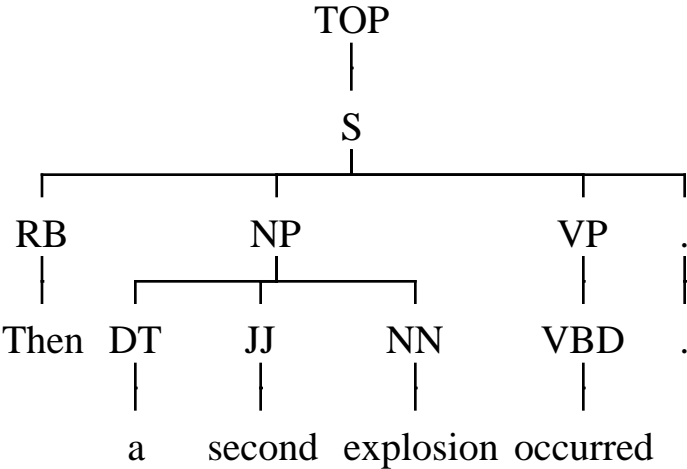 TOP
S
RB NP VP .
Then DT JJ NN VBD .
a second explosion occurred